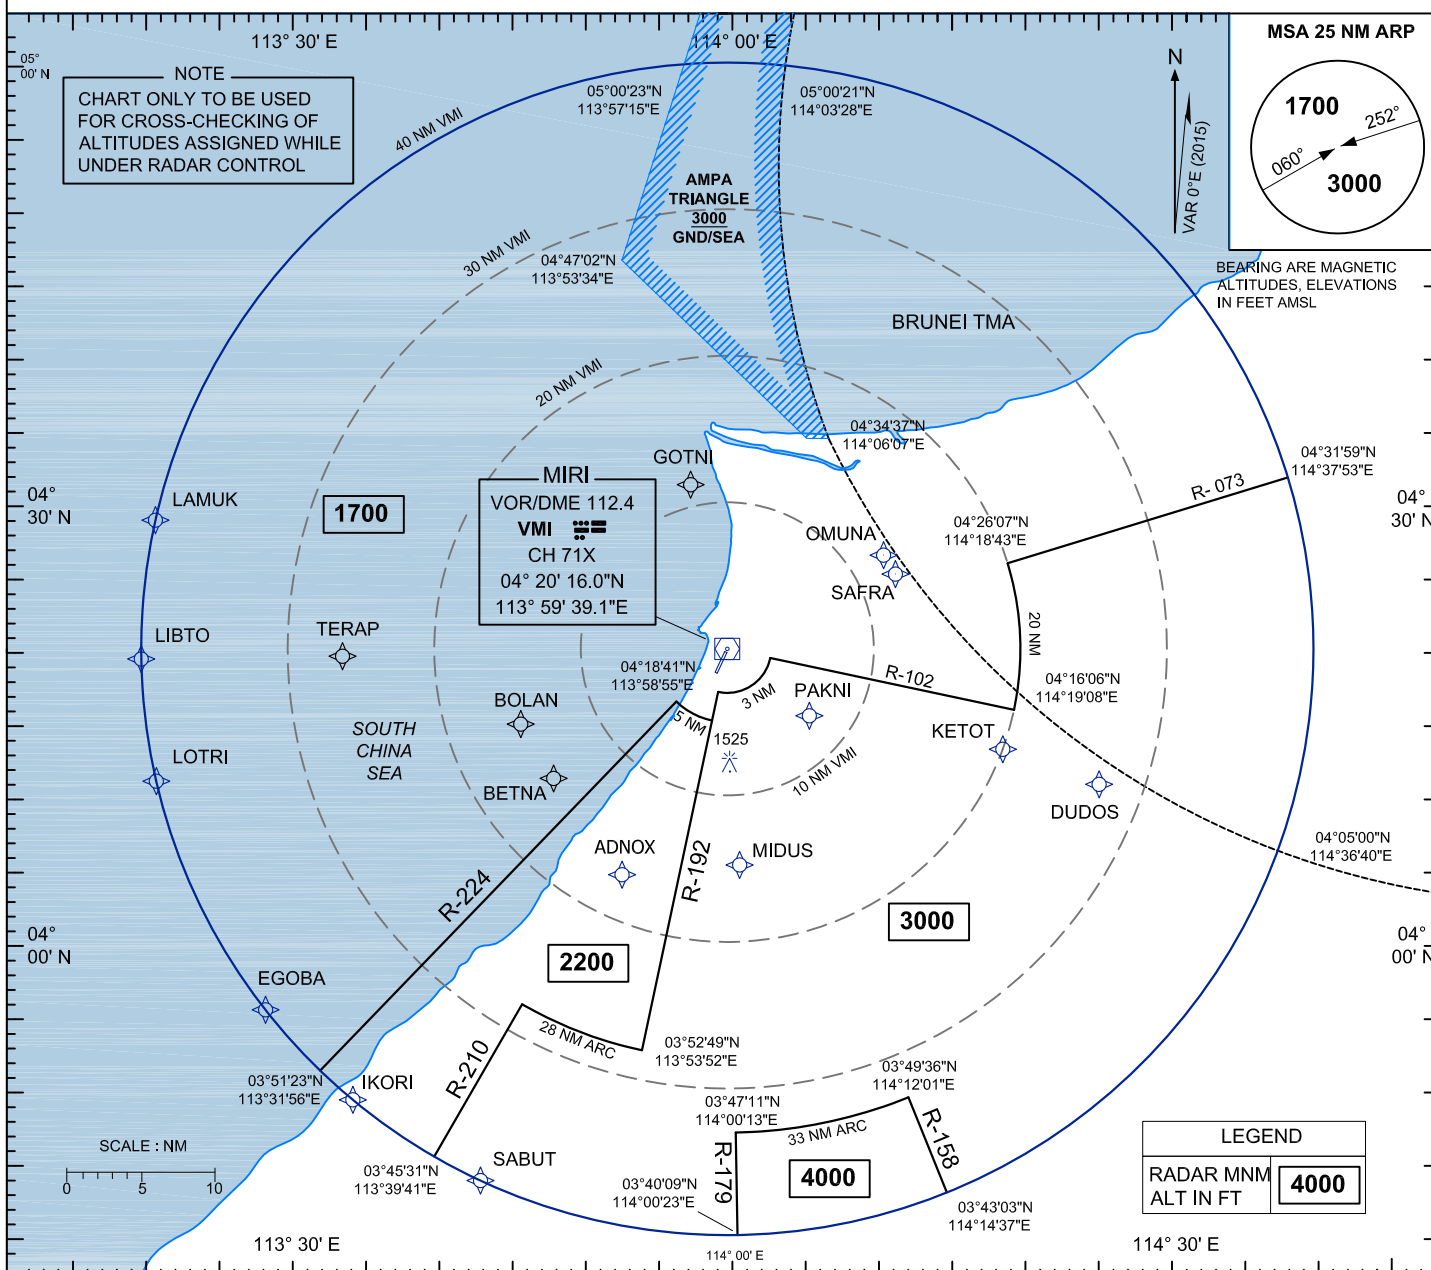 113° 30' E
114° 00' E
05°
00' N
NOTE
CHART ONLY TO BE USED
FOR CROSS-CHECKING OF
ALTITUDES ASSIGNED WHILE
UNDER RADAR CONTROL
40 NM VMI
05°00'23"N
113°57'15"E
05°00'21"N
114°03'28"E
N
VAR 0°E (2015)
MSA 25 NM ARP
1700
252°
060°
3000
BEARING ARE MAGNETIC
ALTITUDES, ELEVATIONS
IN FEET AMSL
AMPA
TRIANGLE
3000
GND/SEA
30 NM VMI
04°47'02"N
113°53'34"E
BRUNEI TMA
20 NM VMI
04°34'37"N
114°06'07"E
GOTNI
04°31'59"N
114°37'53"E
R- 073
MIRI
VOR/DME 112.4
VMI
CH 71X
04° 20' 16.0"N
113° 59' 39.1"E
04°
30' N
LAMUK
1700
04°
30' N
04°26'07"N
114°18'43"E
OMUNA
SAFRA
20 NM
LIBTO
TERAP
04°18'41"N
113°58'55"E
R-102
04°16'06"N
114°19'08"E
3 NM
PAKNI
BOLAN
5 NM
KETOT
SOUTH
CHINA
SEA
1525
LOTRI
10 NM VMI
BETNA
DUDOS
04°05'00"N
114°36'40"E
ADNOX
R-192
MIDUS
R-224
3000
04°
00' N
04°
00' N
2200
EGOBA
28 NM ARC
03°52'49"N
113°53'52"E
R-210
03°51'23"N
113°31'56"E
IKORI
03°49'36"N
114°12'01"E
03°47'11"N
114°00'13"E
33 NM ARC
R-158
SCALE : NM
0 5 10
03°45'31"N
113°39'41"E
SABUT
R-179
4000
03°40'09"N
114°00'23"E
03°43'03"N
114°14'37"E
LEGEND
RADAR MNM
ALT IN FT
4000
113° 30' E
114° 00' E
114° 30' E